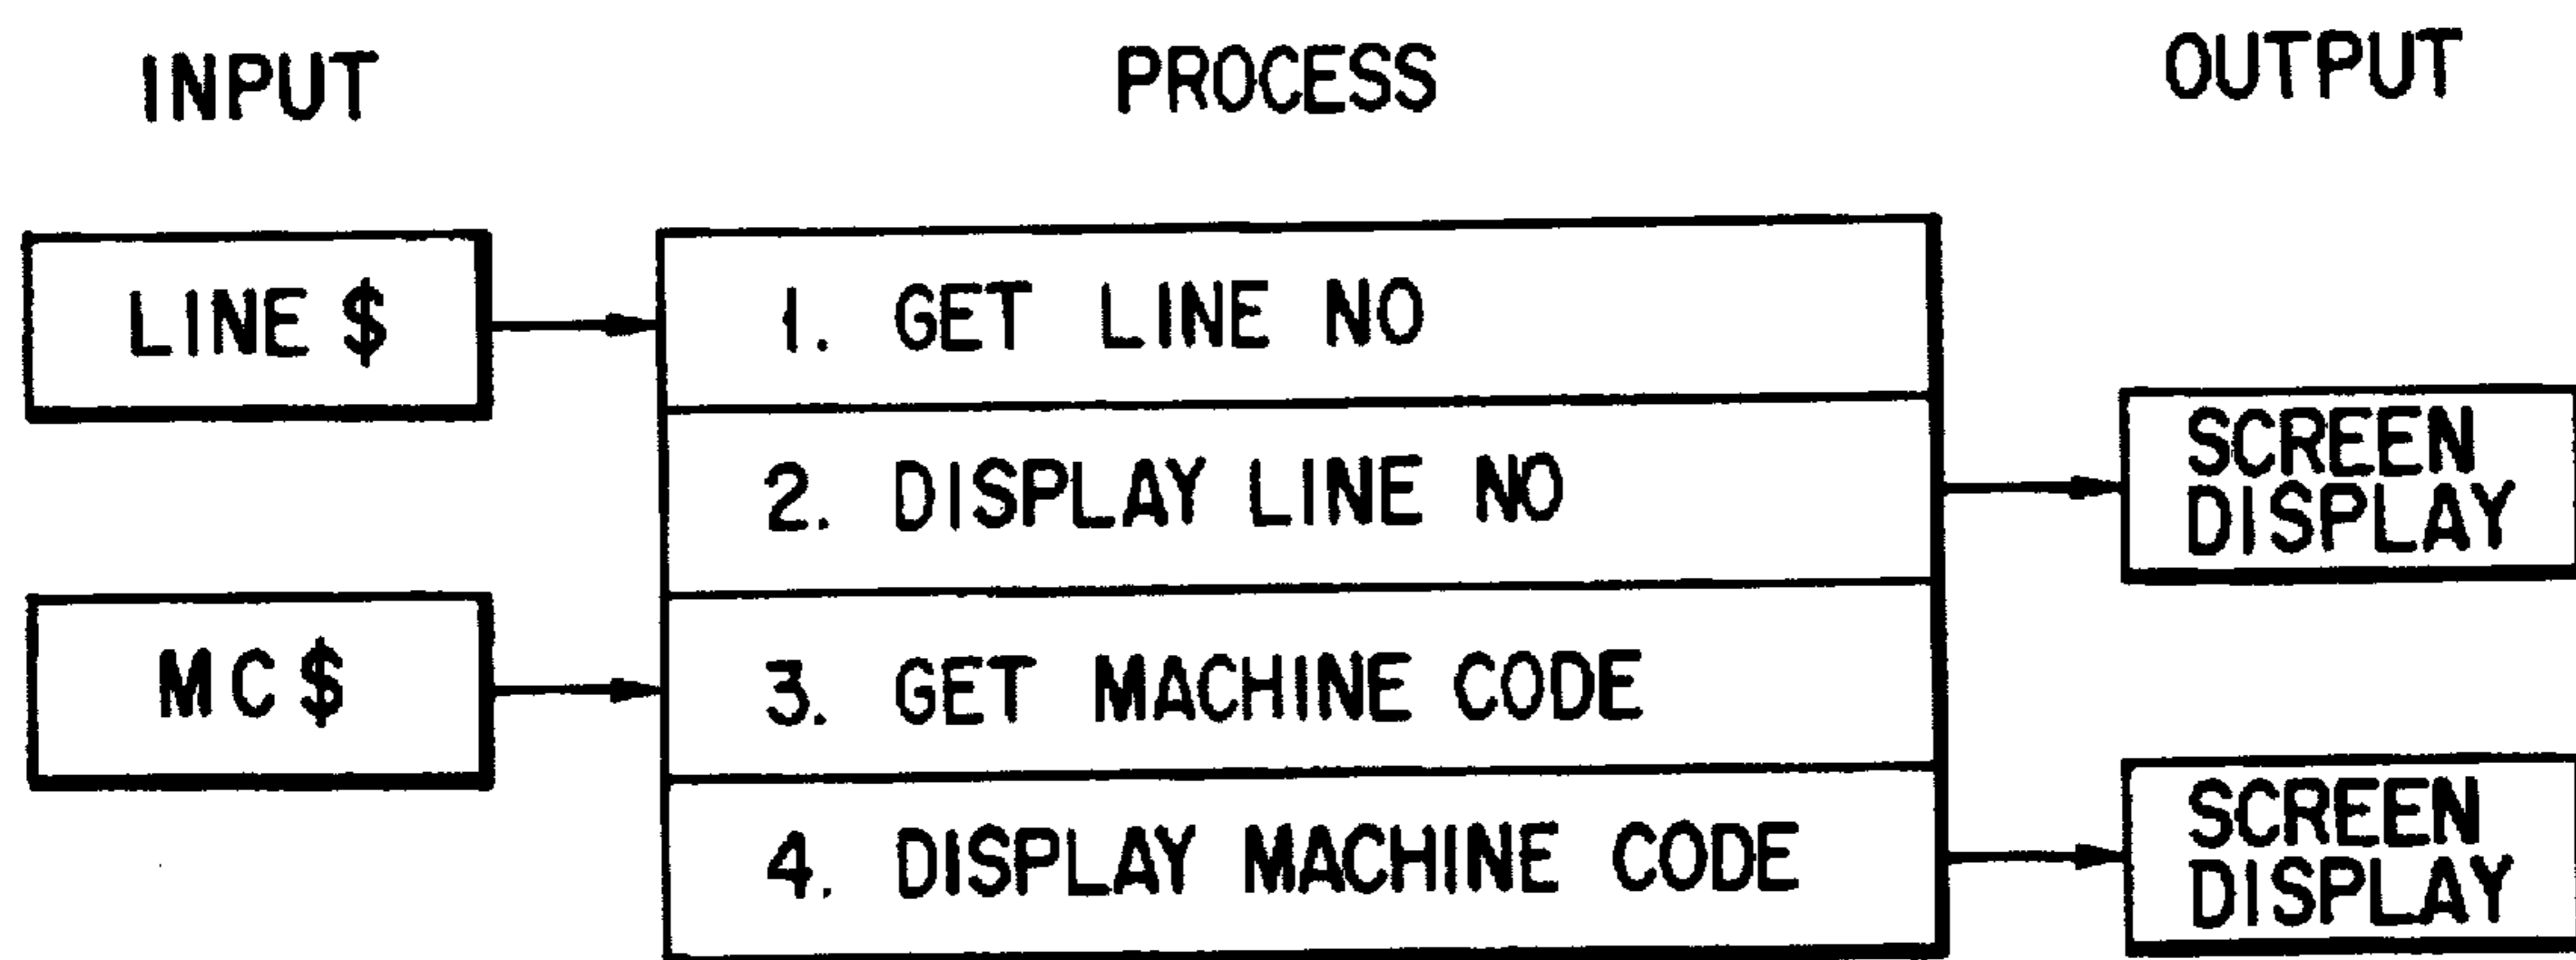 INPUT
PROCESS
OUTPUT
LINE $
1. GET LINE NO
2. DISPLAY LINE NO
SCREEN
DISPLAY
MC$
3. GET MACHINE CODE
4. DISPLAY MACHINE CODE
SCREEN
DISPLAY